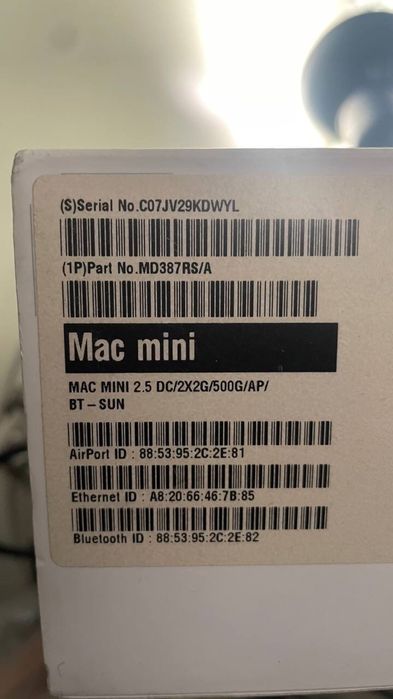 (S)Serial No.C07JV29KDWYL
(1P)Part No.MD387RS/A
Mac mini
MAC MINI 2.5 DC/2X2G/500G/AP/
BT – SUN
AirPort ID : 88:53:95:2C:2E:81
Ethernet ID : A8:20:66:46:7B:85
Bluetooth ID : 88:53:95:2C:2E:82